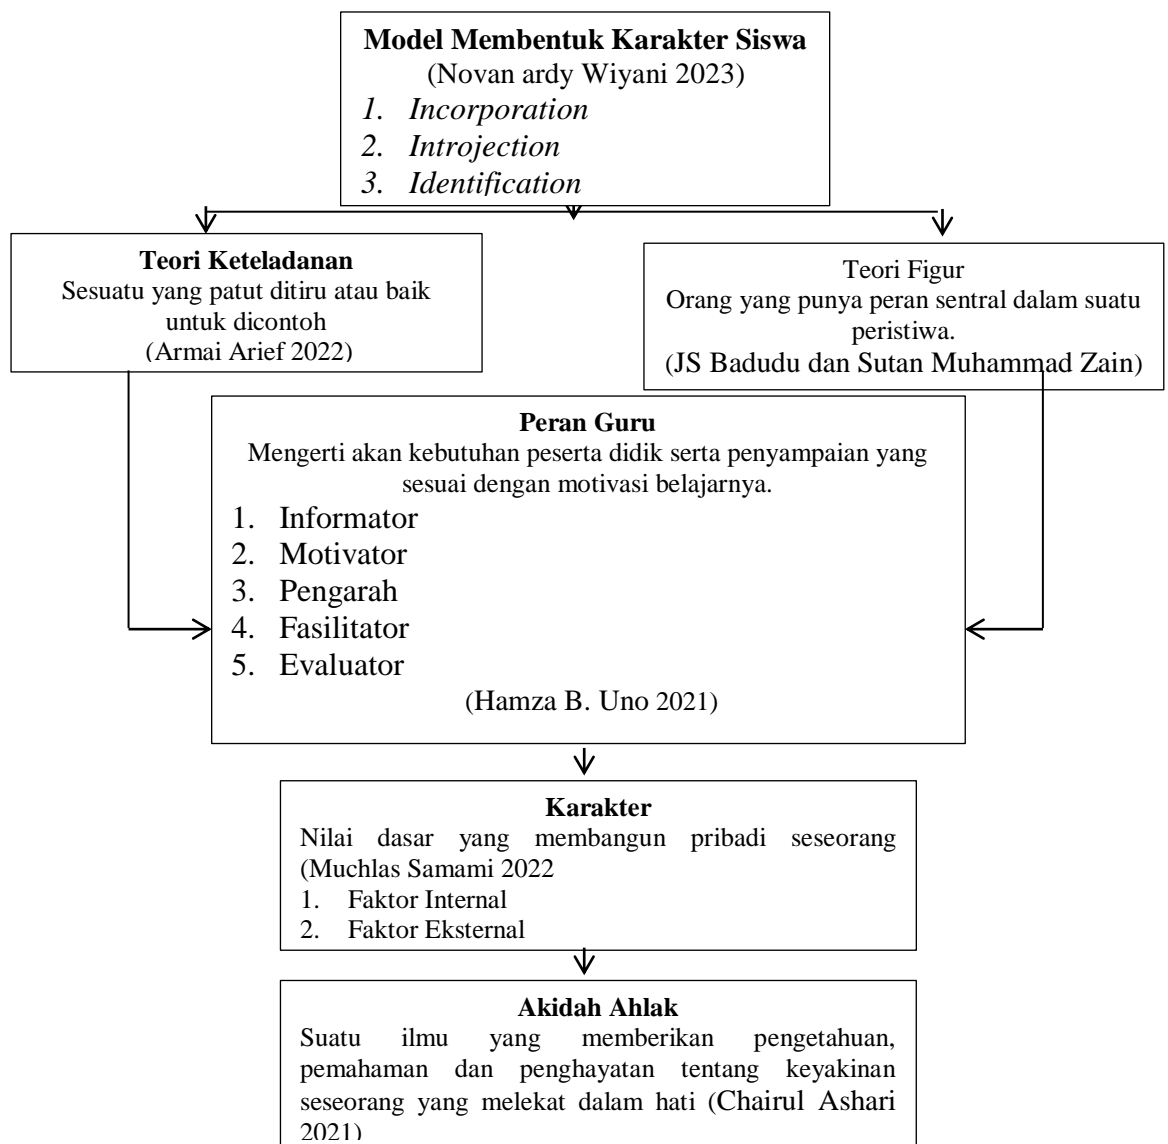 Model Membentuk Karakter Siswa
(Novan ardy Wiyani 2023)
1. Incorporation
2. Introjection
3. Identification
Teori Keteladanan
Sesuatu yang patut ditiru atau baik
untuk dicontoh
(Armai Arief 2022)
Teori Figur
Orang yang punya peran sentral dalam suatu
peristiwa.
(JS Badudu dan Sutan Muhammad Zain)
Peran Guru
Mengerti akan kebutuhan peserta didik serta penyampaian yang
sesuai dengan motivasi belajarnya.
1. Informator
2. Motivator
3. Pengarah
4. Fasilitator
5. Evaluator
(Hamza B. Uno 2021)
Karakter
Nilai dasar yang membangun pribadi seseorang
(Muchlas Samami 2022
1. Faktor Internal
2. Faktor Eksternal
Akidah Ahlak
Suatu ilmu yang memberikan pengetahuan,
pemahaman dan penghayatan tentang keyakinan
seseorang yang melekat dalam hati (Chairul Ashari
2021)